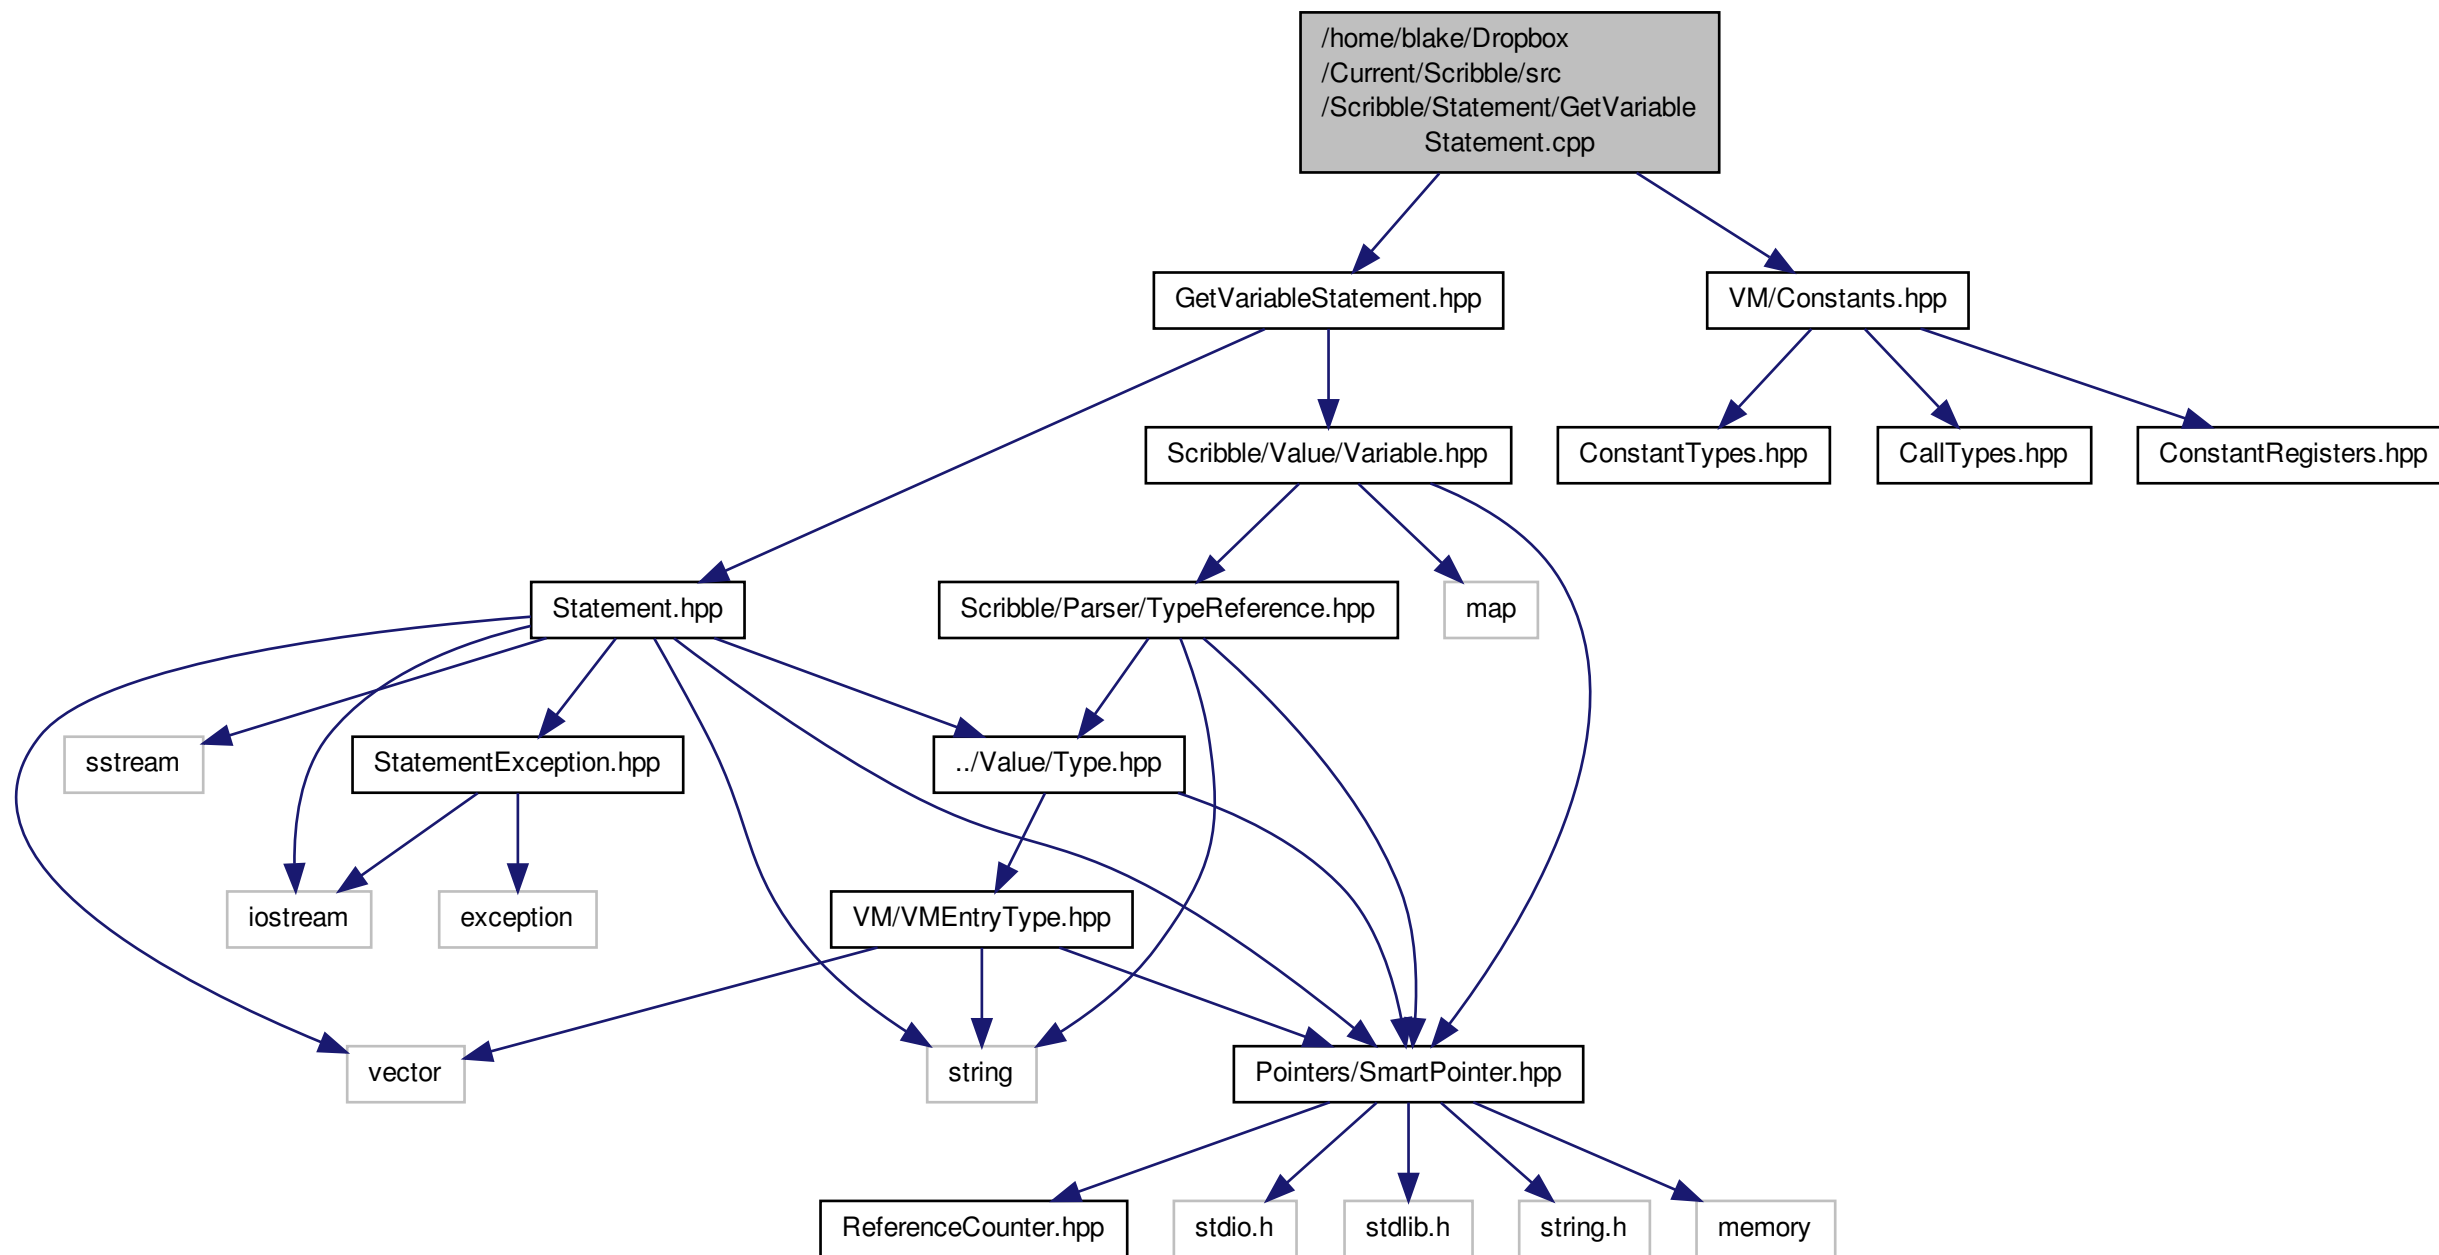 /home/blake/Dropbox
/Current/Scribble/src
/Scribble/Statement/GetVariable
Statement.cpp
GetVariableStatement.hpp
VM/Constants.hpp
Scribble/Value/Variable.hpp
ConstantTypes.hpp
CallTypes.hpp
ConstantRegisters.hpp
Statement.hpp
Scribble/Parser/TypeReference.hpp
map
sstream
StatementException.hpp
../Value/Type.hpp
iostream
exception
VM/VMEntryType.hpp
vector
string
Pointers/SmartPointer.hpp
ReferenceCounter.hpp
stdio.h
stdlib.h
string.h
memory